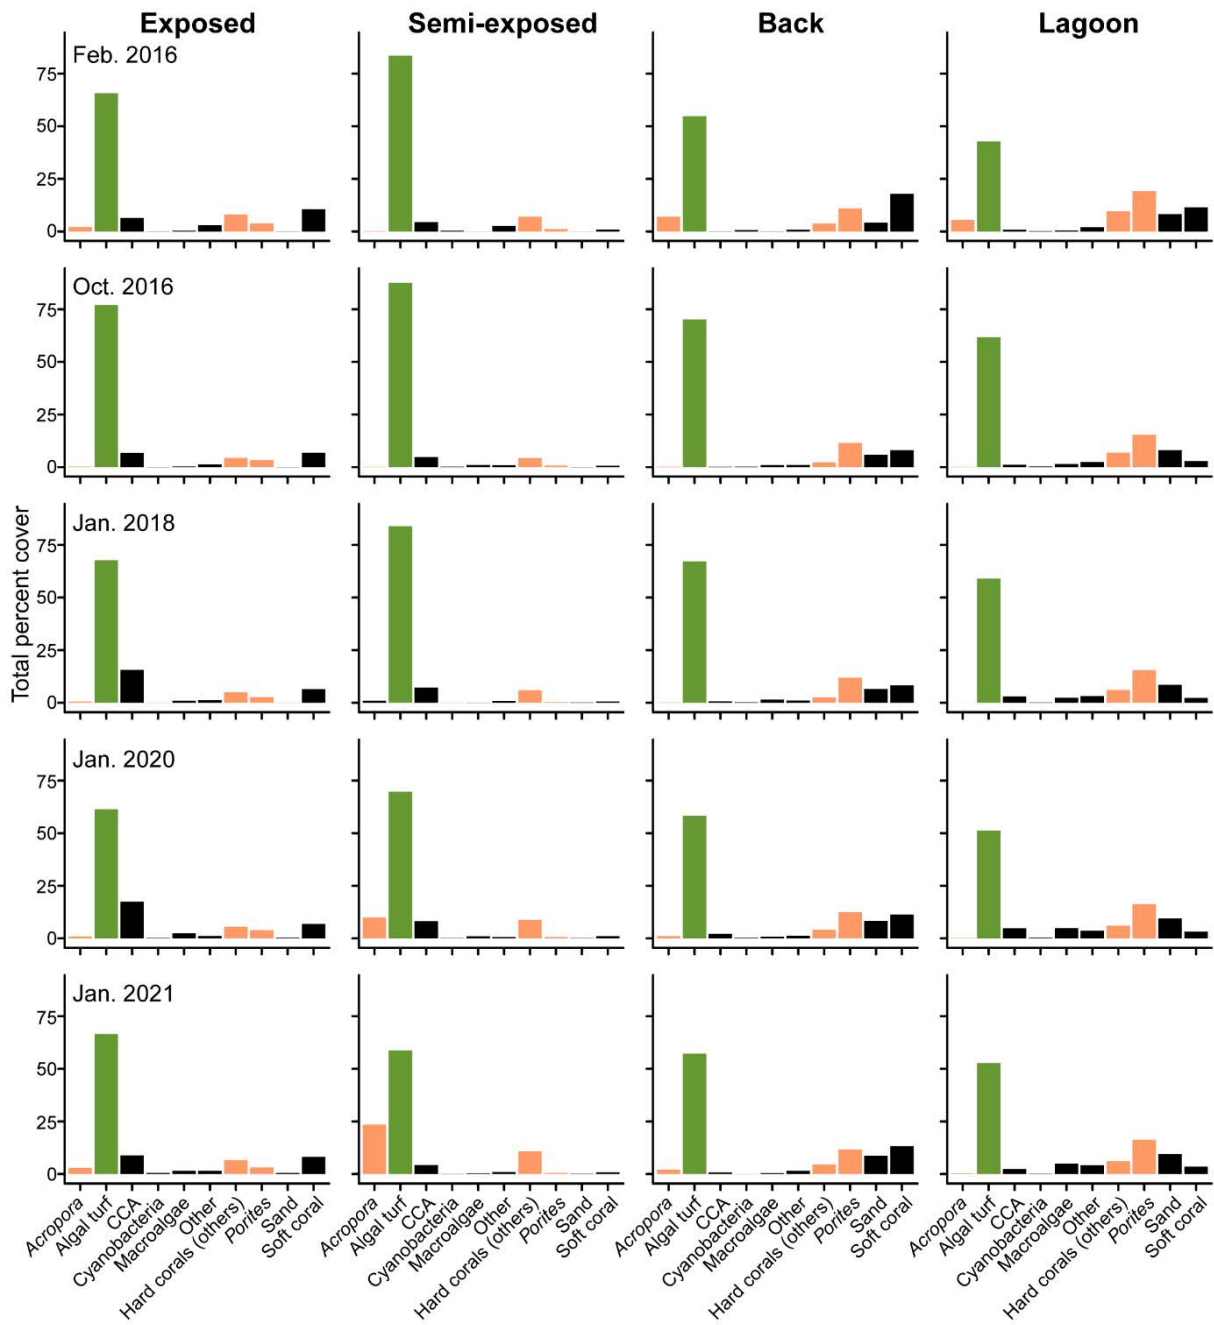 Exposed Semi-exposed Back Lagoon
Feb. 2016
75
50
25
0
Oct. 2016
75
50
25
0
Jan. 2018
75
50
25
0
Jan. 2020
75
50
25
0
Jan. 2021
75
50
25
0
Total percent cover
Acropora
Algal turf
CCA
Cyanobacteria
Macroalgae
Other
Hard corals (others)
Porites
Sand
Soft coral
Acropora
Algal turf
CCA
Cyanobacteria
Macroalgae
Other
Hard corals (others)
Porites
Sand
Soft coral
Acropora
Algal turf
CCA
Cyanobacteria
Macroalgae
Other
Hard corals (others)
Porites
Sand
Soft coral
Acropora
Algal turf
CCA
Cyanobacteria
Macroalgae
Other
Hard corals (others)
Porites
Sand
Soft coral